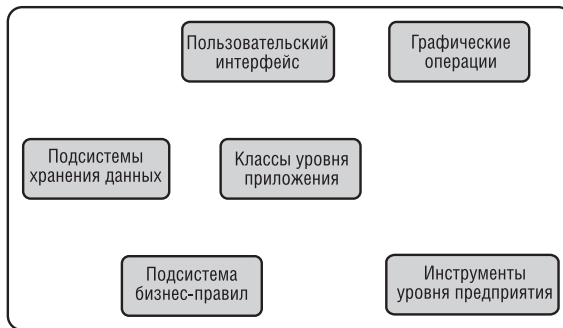 Пользовательский
интерфейс
Графические
операции
Подсистемы
хранения данных
Классы уровня
приложения
Подсистема
бизнес-правил
Инструменты
уровня предприятия